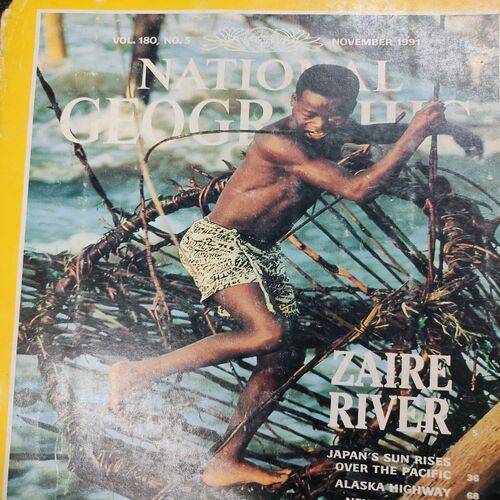 VOL. 180, NO. 5
NOVEMBER 1991
NATIONAL
GEOGRAPHIC
ZAIRE
RIVER
JAPAN'S SUN RISES
OVER THE PACIFIC 36
ALASKA HIGHWAY 68